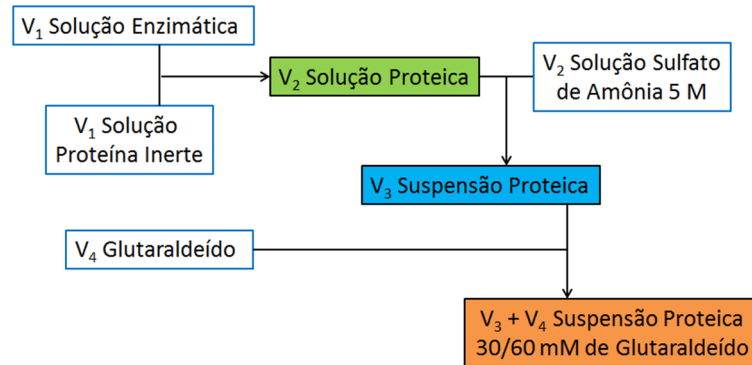 V₁ Solução Enzimática
V₂ Solução Proteica
V₂ Solução Sulfato
de Amônia 5 M
V₁ Solução
Proteína Inerte
V₃ Suspensão Proteica
V₄ Glutaraldeído
V₃ + V₄ Suspensão Proteica
30/60 mM de Glutaraldeído